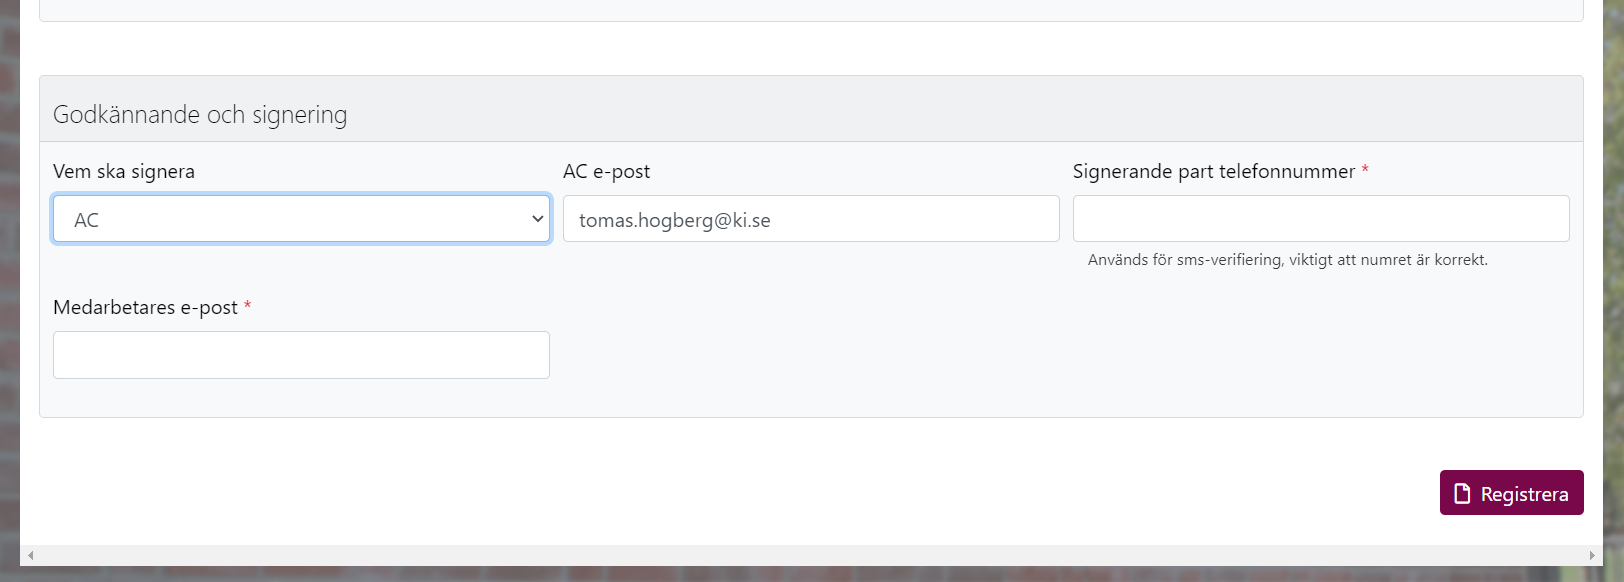 Godkännande och signering
Vem ska signera
AC e-post
Signerande part telefonnummer *
AC
tomas.hogberg@ki.se
Används för sms-verifiering, viktigt att numret är korrekt.
Medarbetares e-post *
Registrera